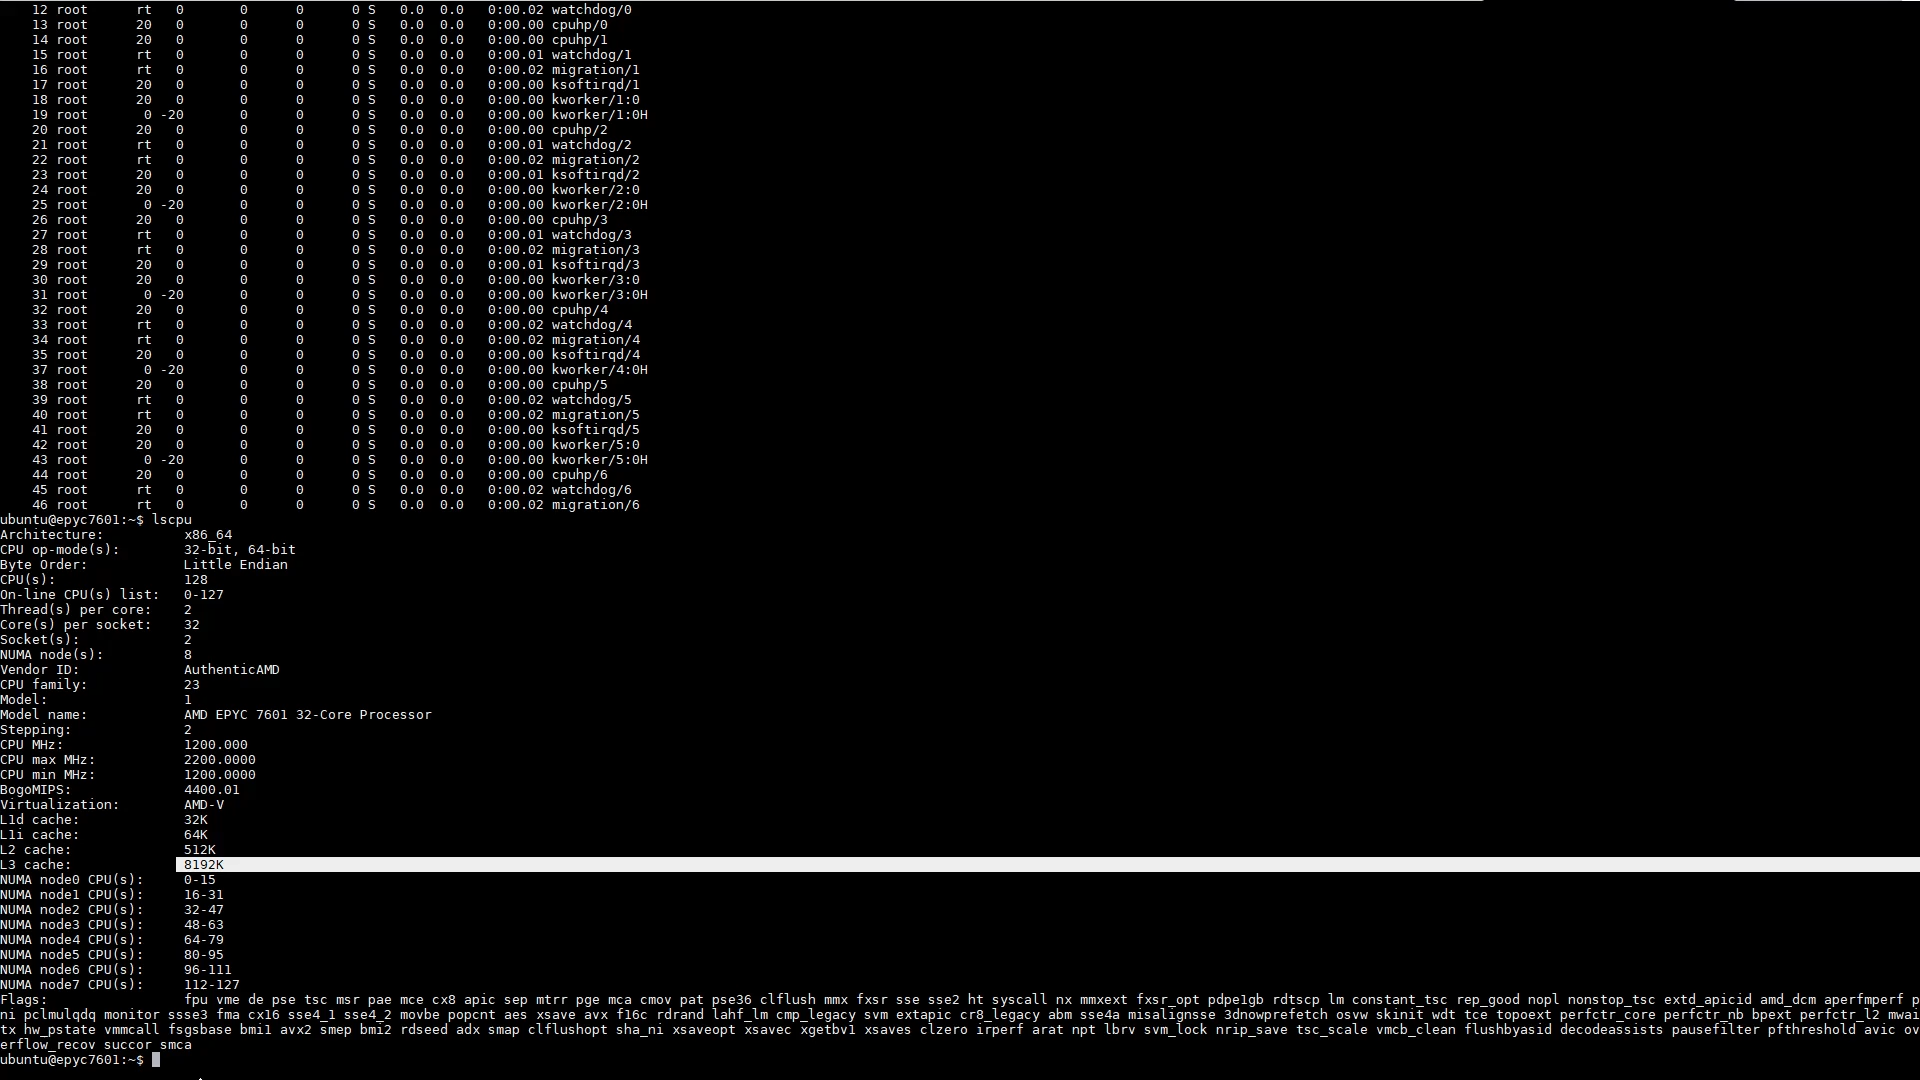 12 root rt 0 0 0 0 S 0.0 0.0 0:00.02 watchdog/0
13 root 20 0 0 0 0 S 0.0 0.0 0:00.00 cpuhp/0
14 root 20 0 0 0 0 S 0.0 0.0 0:00.00 cpuhp/1
15 root rt 0 0 0 0 S 0.0 0.0 0:00.01 watchdog/1
16 root rt 0 0 0 0 S 0.0 0.0 0:00.02 migration/1
17 root 20 0 0 0 0 S 0.0 0.0 0:00.00 ksoftirqd/1
18 root 20 0 0 0 0 S 0.0 0.0 0:00.00 kworker/1:0
19 root 0 -20 0 0 0 S 0.0 0.0 0:00.00 kworker/1:0H
20 root 20 0 0 0 0 S 0.0 0.0 0:00.00 cpuhp/2
21 root rt 0 0 0 0 S 0.0 0.0 0:00.01 watchdog/2
22 root rt 0 0 0 0 S 0.0 0.0 0:00.02 migration/2
23 root 20 0 0 0 0 S 0.0 0.0 0:00.01 ksoftirqd/2
24 root 20 0 0 0 0 S 0.0 0.0 0:00.00 kworker/2:0
25 root 0 -20 0 0 0 S 0.0 0.0 0:00.00 kworker/2:0H
26 root 20 0 0 0 0 S 0.0 0.0 0:00.00 cpuhp/3
27 root rt 0 0 0 0 S 0.0 0.0 0:00.01 watchdog/3
28 root rt 0 0 0 0 S 0.0 0.0 0:00.02 migration/3
29 root 20 0 0 0 0 S 0.0 0.0 0:00.01 ksoftirqd/3
30 root 20 0 0 0 0 S 0.0 0.0 0:00.00 kworker/3:0
31 root 0 -20 0 0 0 S 0.0 0.0 0:00.00 kworker/3:0H
32 root 20 0 0 0 0 S 0.0 0.0 0:00.00 cpuhp/4
33 root rt 0 0 0 0 S 0.0 0.0 0:00.02 watchdog/4
34 root rt 0 0 0 0 S 0.0 0.0 0:00.02 migration/4
35 root 20 0 0 0 0 S 0.0 0.0 0:00.00 ksoftirqd/4
37 root 0 -20 0 0 0 S 0.0 0.0 0:00.00 kworker/4:0H
38 root 20 0 0 0 0 S 0.0 0.0 0:00.00 cpuhp/5
39 root rt 0 0 0 0 S 0.0 0.0 0:00.02 watchdog/5
40 root rt 0 0 0 0 S 0.0 0.0 0:00.02 migration/5
41 root 20 0 0 0 0 S 0.0 0.0 0:00.00 ksoftirqd/5
42 root 20 0 0 0 0 S 0.0 0.0 0:00.00 kworker/5:0
43 root 0 -20 0 0 0 S 0.0 0.0 0:00.00 kworker/5:0H
44 root 20 0 0 0 0 S 0.0 0.0 0:00.00 cpuhp/6
45 root rt 0 0 0 0 S 0.0 0.0 0:00.02 watchdog/6
46 root rt 0 0 0 0 S 0.0 0.0 0:00.02 migration/6
ubuntu@epyc7601:~$ lscpu
Architecture: x86_64
CPU op-mode(s): 32-bit, 64-bit
Byte Order: Little Endian
CPU(s): 128
On-line CPU(s) list: 0-127
Thread(s) per core: 2
Core(s) per socket: 32
Socket(s): 2
NUMA node(s): 8
Vendor ID: AuthenticAMD
CPU family: 23
Model: 1
Model name: AMD EPYC 7601 32-Core Processor
Stepping: 2
CPU MHz: 1200.000
CPU max MHz: 2200.0000
CPU min MHz: 1200.0000
BogoMIPS: 4400.01
Virtualization: AMD-V
L1d cache: 32K
L1i cache: 64K
L2 cache: 512K
L3 cache: 8192K
NUMA node0 CPU(s): 0-15
NUMA node1 CPU(s): 16-31
NUMA node2 CPU(s): 32-47
NUMA node3 CPU(s): 48-63
NUMA node4 CPU(s): 64-79
NUMA node5 CPU(s): 80-95
NUMA node6 CPU(s): 96-111
NUMA node7 CPU(s): 112-127
Flags: fpu vme de pse tsc msr pae mce cx8 apic sep mtrr pge mca cmov pat pse36 clflush mmx fxsr sse sse2 ht syscall nx mmxext fxsr_opt pdpe1gb rdtscp lm constant_tsc rep_good nopl nonstop_tsc extd_apicid amd_dcm aperfmperf p
ni pclmulqdq monitor ssse3 fma cx16 sse4_1 sse4_2 movbe popcnt aes xsave avx f16c rdrand lahf_lm cmp_legacy svm extapic cr8_legacy abm sse4a misalignsse 3dnowprefetch osvw skinit wdt tce topoext perfctr_core perfctr_nb bpext perfctr_l2 mwai
tx hw_pstate vmmcall fsgsbase bmi1 avx2 smep bmi2 rdseed adx smap clflushopt sha_ni xsaveopt xsavec xgetbv1 xsaves clzero irperf arat npt lbrv svm_lock nrip_save tsc_scale vmcb_clean flushbyasid decodeassists pausefilter pfthreshold avic ov
erflow_recov succor smca
ubuntu@epyc7601:~$